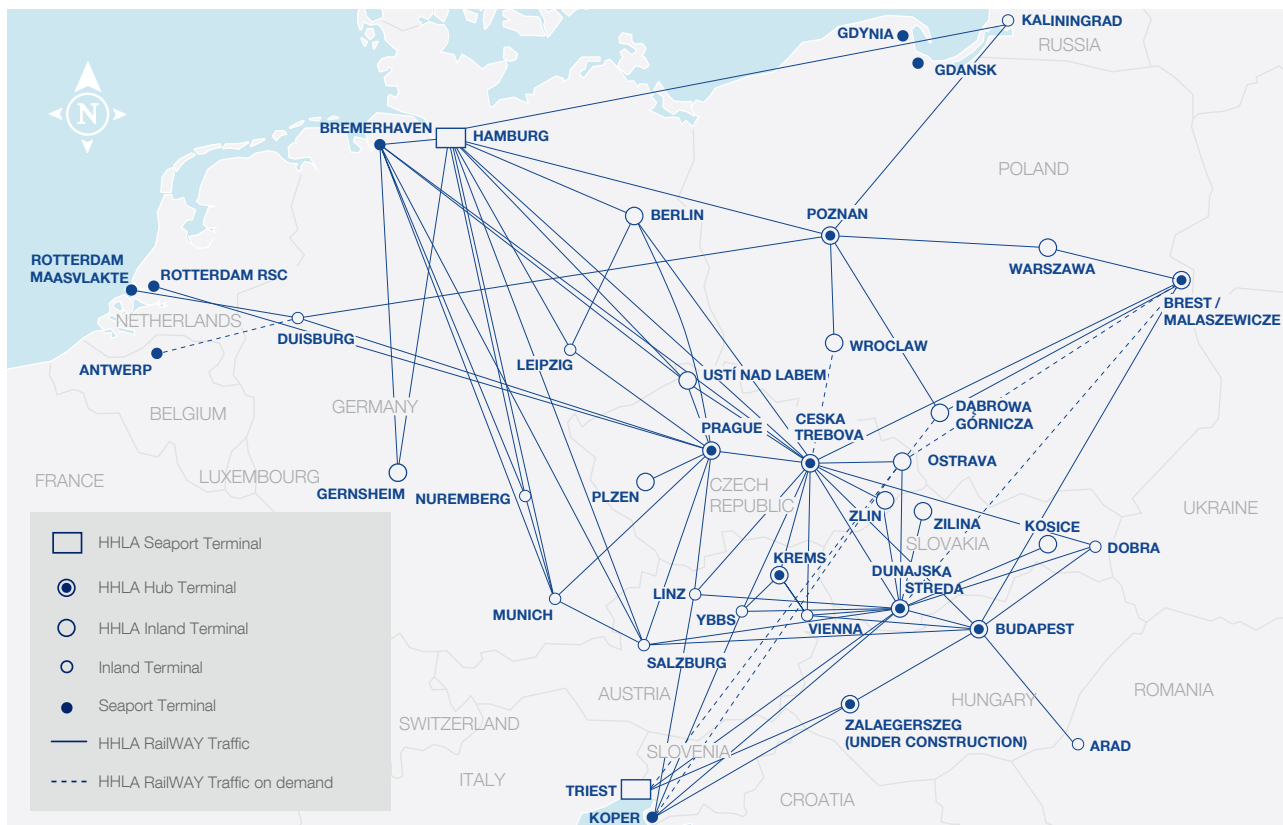 KALININGRAD
GDYNIA
RUSSIA
GDANSK
N
BREMERHAVEN
HAMBURG
POLAND
BERLIN
POZNAN
ROTTERDAM
MAASVLAKTE
ROTTERDAM RSC
WARSZAWA
BREST /
MALASZEWICZE
NETHERLANDS
DUISBURG
ANTWERP
LEIPZIG
WROCLAW
USTÍ NAD LABEM
GERMANY
BELGIUM
DĄBROWA
GÓRNICZA
PRAGUE
CESKA
TREBOVA
OSTRAVA
FRANCE
LUXEMBOURG
GERNSHEIM
NUREMBERG
PLZEN
CZECH
REPUBLIC
ZLIN
ZILINA
KOSICE
UKRAINE
SLOVAKIA
DOBRA
KREMS
DUNAJSKA
STREDA
MUNICH
LINZ
YBBS
VIENNA
BUDAPEST
SALZBURG
AUSTRIA
HUNGARY
ROMANIA
SWITZERLAND
ZALAEGERSZEG
(UNDER CONSTRUCTION)
SLOVENIA
ARAD
ITALY
TRIEST
CROATIA
KOPER
HHLA Seaport Terminal
HHLA Hub Terminal
HHLA Inland Terminal
Inland Terminal
Seaport Terminal
HHLA RailWAY Traffic
HHLA RailWAY Traffic on demand